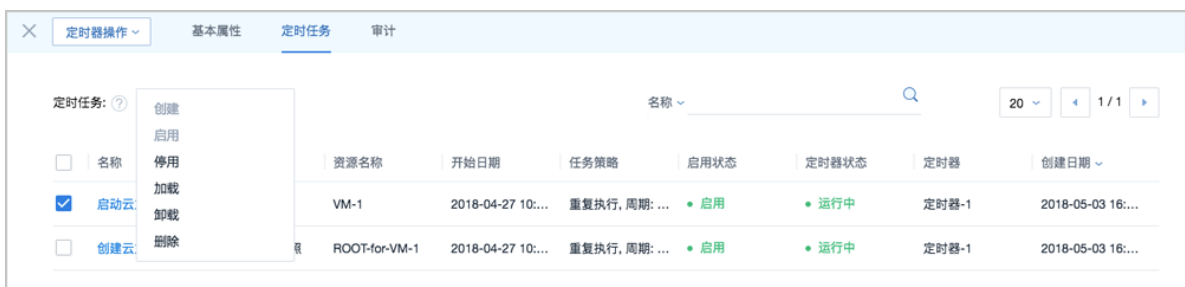 定时器操作 基本属性 定时任务 审计
定时任务: ? 名称 20 1 / 1
创建
启用
停用
加载
卸载
删除
名称 资源名称 开始日期 任务策略 启用状态 定时器状态 定时器 创建日期
启动云 VM-1 2018-04-27 10:... 重复执行, 周期: ... 启用 运行中 定时器-1 2018-05-03 16:...
创建云 照 ROOT-for-VM-1 2018-04-27 10:... 重复执行, 周期: ... 启用 运行中 定时器-1 2018-05-03 16:...